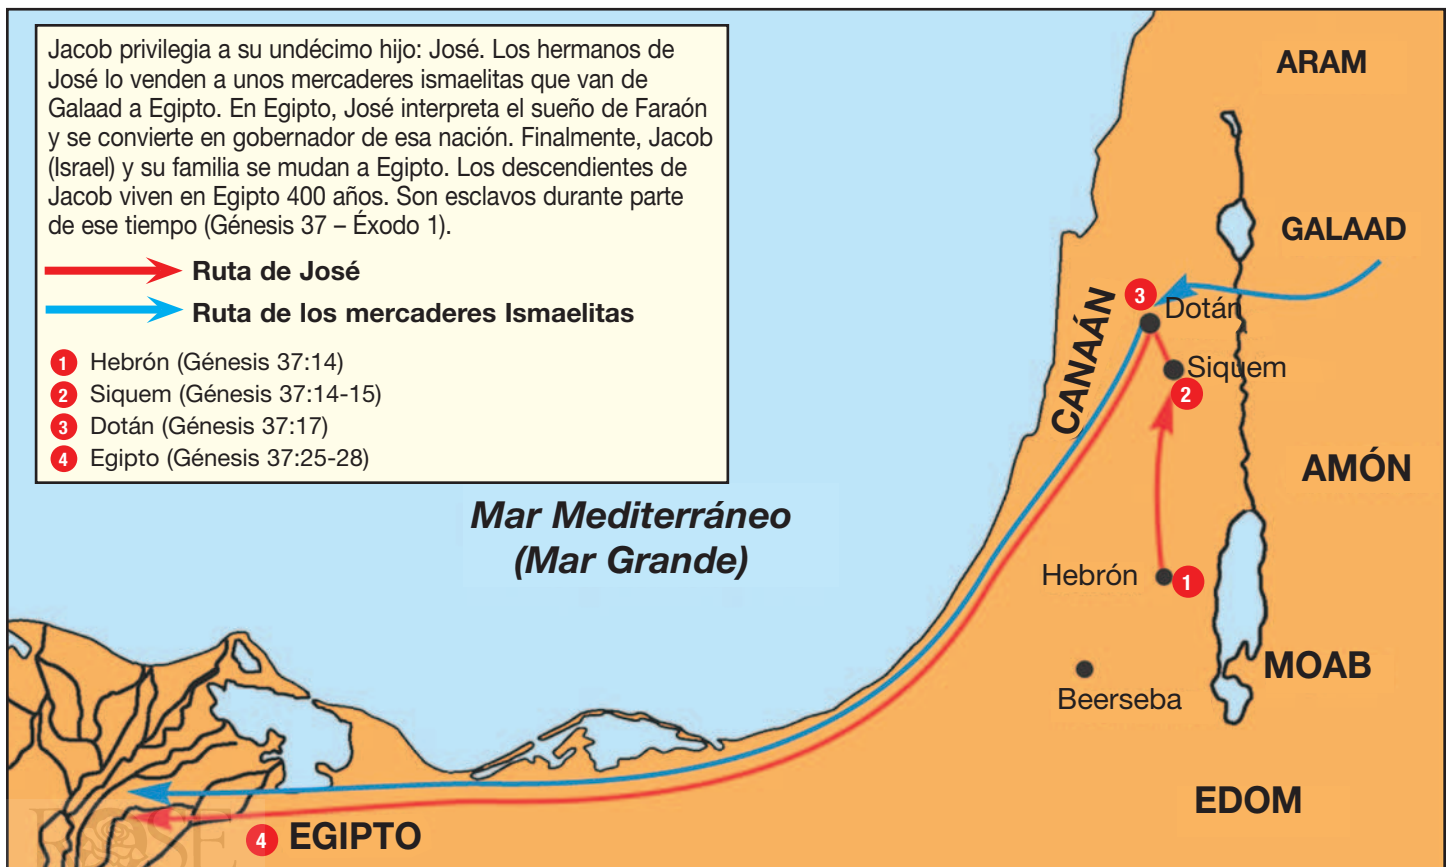 Jacob privilegia a su undécimo hijo: José. Los hermanos de
José lo venden a unos mercaderes ismaelitas que van de
Galaad a Egipto. En Egipto, José interpreta el sueño de Faraón
y se convierte en gobernador de esa nación. Finalmente, Jacob
(Israel) y su familia se mudan a Egipto. Los descendientes de
Jacob viven en Egipto 400 años. Son esclavos durante parte
de ese tiempo (Génesis 37 – Éxodo 1).
Ruta de José
Ruta de los mercaderes Ismaelitas
1 Hebrón (Génesis 37:14)
2 Siquem (Génesis 37:14-15)
3 Dotán (Génesis 37:17)
4 Egipto (Génesis 37:25-28)
ARAM
GALAAD
3
Dotán
CANAÁN
Siquem
2
AMÓN
Mar Mediterráneo
(Mar Grande)
Hebrón
1
MOAB
Beerseba
EDOM
4 EGIPTO
ROSE